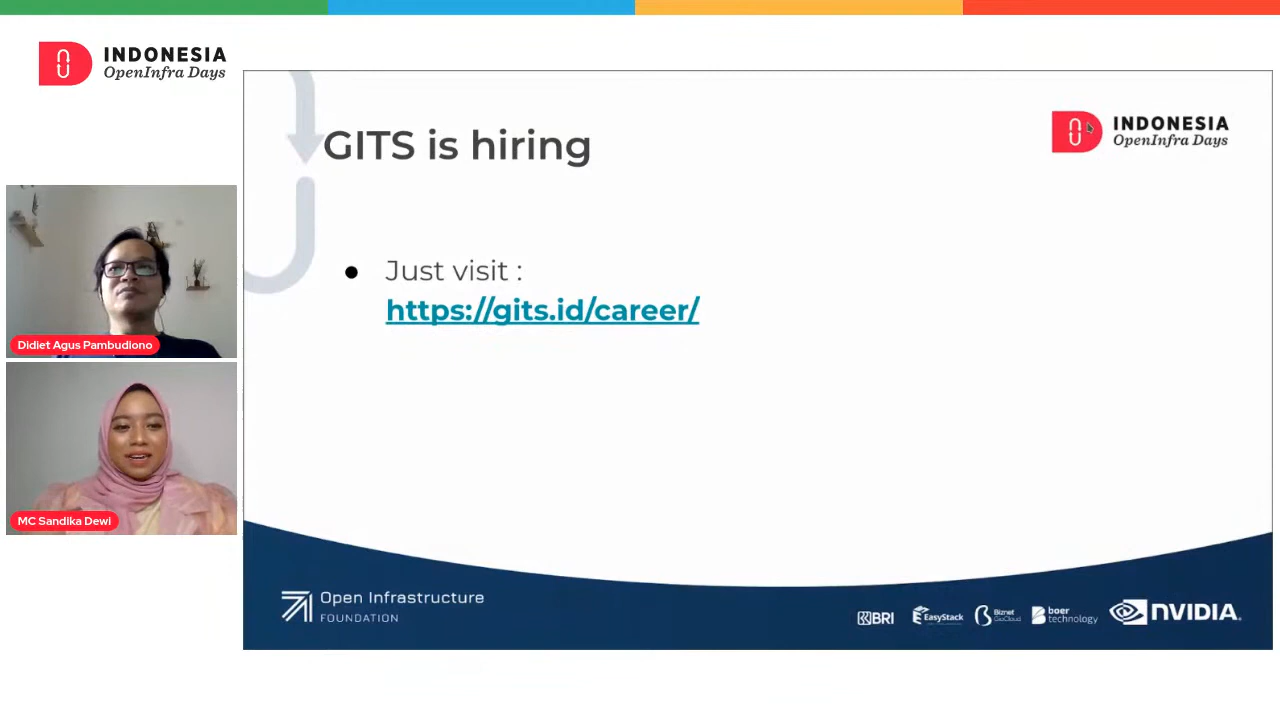 INDONESIA
OpenInfra Days
GITS is hiring
INDONESIA
OpenInfra Days
● Just visit :
https://gits.id/career/
Didiet Agus Pambudiono
MC Sandika Dewi
Open Infrastructure
FOUNDATION
BRI
EasyStack
Biznet
GioCloud
boer
technology
NVIDIA.